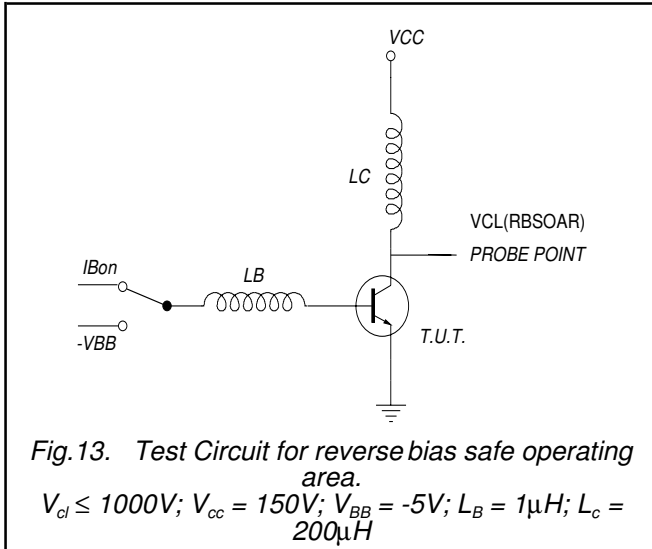 VCC
LC
VCL(RBSOAR)
PROBE POINT
IBon
LB
-VBB
T.U.T.
Fig.13. Test Circuit for reverse bias safe operating
area.
Vcl ≤ 1000V; Vcc = 150V; VBB = -5V; LB = 1μH; Lc =
200μH